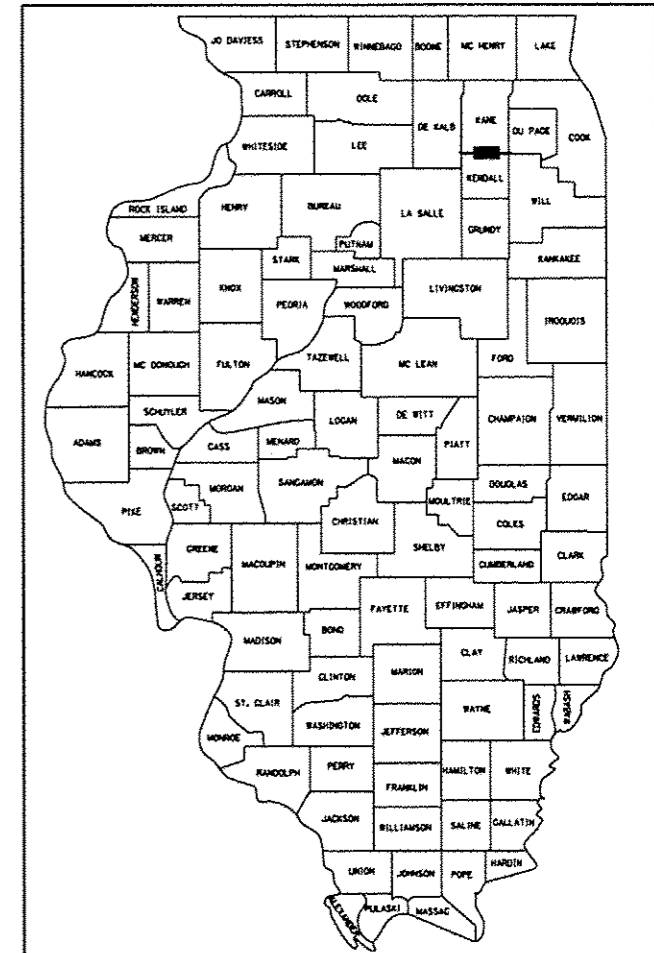 JO DAVIESS STEPHENSON WINNEBAGO BOONE MC HENRY LAKE
CARROLL OGLE DE KALB KANE DU PAGE COOK
WHITESIDE LEE KENDALL WILL
ROCK ISLAND HENRY BUREAU LA SALLE GRUNDY
MERCER PUTNAM
STARK MARSHALL KANKAKEE
HENDERSON WARREN KNOX PEORIA WOODFORD LIVINGSTON IROQUOIS
HANCOCK MC DONOUGH FULTON TAZEWELL MC LEAN FORD
SCHUYLER MASON LOGAN DE WITT CHAMPAION VERMILION
ADAMS BROWN CASS MENARD MACON PIATT
PIKE SCOTT MORGAN SANGAMON MOULTRIE DOUGLAS EDGAR
CHRISTIAN COLES
CALHOUN GREENE MACOUPIN MONTGOMERY SHELBY CUMBERLAND CLARK
JERSEY FAYETTE EFFINGHAM JASPER CRAWFORD
MADISON BOND CLAY RICHLAND LAWRENCE
CLINTON MARION
ST. CLAIR WAYNE EDWARDS WABASH
MONROE WASHINGTON JEFFERSON
RANDOLPH PERRY HAMILTON WHITE
FRANKLIN
JACKSON WILLIAMSON SALINE GALLATIN
UNION JOHNSON POPE HARDIN
ALEXANDER PULASKI MASSAC